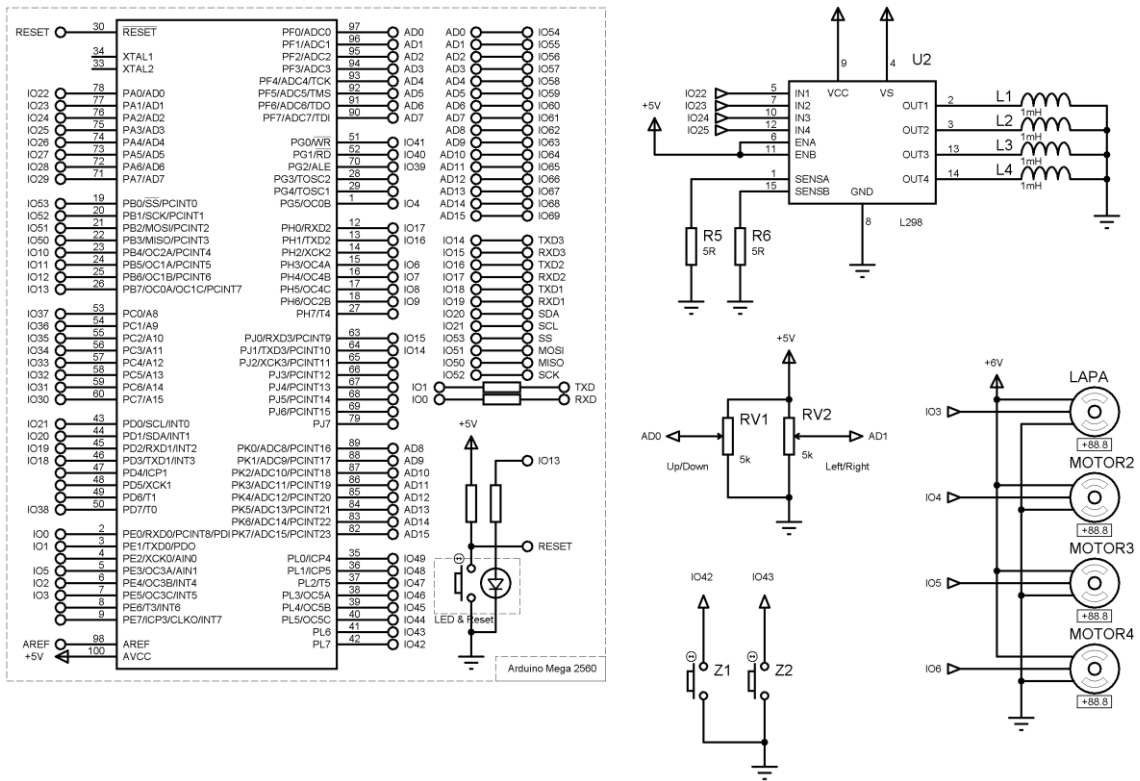 RESET 30 RESET
34 XTAL1
33 XTAL2
IO22 78 PA0/AD0
IO23 77 PA1/AD1
IO24 76 PA2/AD2
IO25 75 PA3/AD3
IO26 74 PA4/AD4
IO27 73 PA5/AD5
IO28 72 PA6/AD6
IO29 71 PA7/AD7
IO53 19 PB0/SS/PCINT0
IO52 20 PB1/SCK/PCINT1
IO51 21 PB2/MOSI/PCINT2
IO50 22 PB3/MISO/PCINT3
IO10 23 PB4/OC2A/PCINT4
IO11 24 PB5/OC1A/PCINT5
IO12 25 PB6/OC1B/PCINT6
IO13 26 PB7/OC0A/OC1C/PCINT7
IO37 53 PC0/A8
IO36 54 PC1/A9
IO35 55 PC2/A10
IO34 56 PC3/A11
IO33 57 PC4/A12
IO32 58 PC5/A13
IO31 59 PC6/A14
IO30 60 PC7/A15
IO21 43 PD0/SCL/INT0
IO20 44 PD1/SDA/INT1
IO19 45 PD2/RXD1/INT2
IO18 46 PD3/TXD1/INT3
47 PD4/ICP1
48 PD5/XCK1
49 PD6/T1
IO38 50 PD7/T0
IO0 2 PE0/RXD0/PCINT8/PDI
IO1 3 PE1/TXD0/PDO
4 PE2/XCK0/AIN0
IO5 5 PE3/OC3A/AIN1
IO2 6 PE4/OC3B/INT4
IO3 7 PE5/OC3C/INT5
8 PE6/T3/INT6
9 PE7/ICP3/CLKO/INT7
AREF 98 AREF
+5V 100 AVCC
PF0/ADC0 97 AD0
PF1/ADC1 96 AD1
PF2/ADC2 95 AD2
PF3/ADC3 94 AD3
PF4/ADC4/TCK 93 AD4
PF5/ADC5/TMS 92 AD5
PF6/ADC6/TDO 91 AD6
PF7/ADC7/TDI 90 AD7
PG0/WR 51 IO41
PG1/RD 52 IO40
PG2/ALE 70 IO39
PG3/TOSC2 28
PG4/TOSC1 29
PG5/OC0B 1 IO4
PH0/RXD2 12 IO17
PH1/TXD2 13 IO16
PH2/XCK2 14
PH3/OC4A 15 IO6
PH4/OC4B 16 IO7
PH5/OC4C 17 IO8
PH6/OC2B 18 IO9
PH7/T4 27
PJ0/RXD3/PCINT9 63 IO15
PJ1/TXD3/PCINT10 64 IO14
PJ2/XCK3/PCINT11 65
PJ3/PCINT12 66
PJ4/PCINT13 67
PJ5/PCINT14 68
PJ6/PCINT15 69
PJ7 79
PK0/ADC8/PCINT16 89 AD8
PK1/ADC9/PCINT17 88 AD9
PK2/ADC10/PCINT18 87 AD10
PK3/ADC11/PCINT19 86 AD11
PK4/ADC12/PCINT20 85 AD12
PK5/ADC13/PCINT21 84 AD13
PK6/ADC14/PCINT22 83 AD14
PK7/ADC15/PCINT23 82 AD15
PL0/ICP4 35 IO49
PL1/ICP5 36 IO48
PL2/T5 37 IO47
PL3/OC5A 38 IO46
PL4/OC5B 39 IO45
PL5/OC5C 40 IO44
PL6 41 IO43
PL7 42 IO42
AD0 IO54
AD1 IO55
AD2 IO56
AD3 IO57
AD4 IO58
AD5 IO59
AD6 IO60
AD7 IO61
AD8 IO62
AD9 IO63
AD10 IO64
AD11 IO65
AD12 IO66
AD13 IO67
AD14 IO68
AD15 IO69
IO14 TXD3
IO15 RXD3
IO16 TXD2
IO17 RXD2
IO18 TXD1
IO19 RXD1
IO20 SDA
IO21 SCL
IO53 SS
IO51 MOSI
IO50 MISO
IO52 SCK
IO1 TXD
IO0 RXD
+5V
IO13
RESET
LED & Reset
Arduino Mega 2560
U2
9 4
VCC VS
IO22 5 IN1
IO23 7 IN2
IO24 10 IN3
IO25 12 IN4
+5V
6 ENA
11 ENB
1 SENSA
15 SENSB
GND
8
L298
OUT1 2 L1
1mH
OUT2 3 L2
1mH
OUT3 13 L3
1mH
OUT4 14 L4
1mH
R5
5R
R6
5R
+5V
AD0 RV1 RV2 AD1
5k 5k
Up/Down Left/Right
IO42 IO43
Z1 Z2
+6V
LAPA
IO3
+88.8
MOTOR2
IO4
+88.8
MOTOR3
IO5
+88.8
MOTOR4
IO6
+88.8